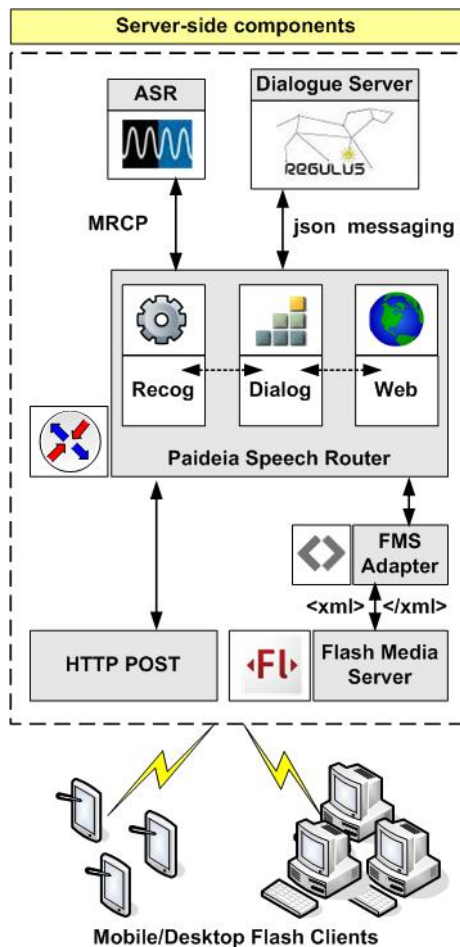 Server-side components
ASR
Dialogue Server
REGULUS
MRCP
json messaging
Recog
Dialog
Web
Paideia Speech Router
FMS
Adapter
<xml>
</xml>
HTTP POST
Fl
Flash Media
Server
Mobile/Desktop Flash Clients